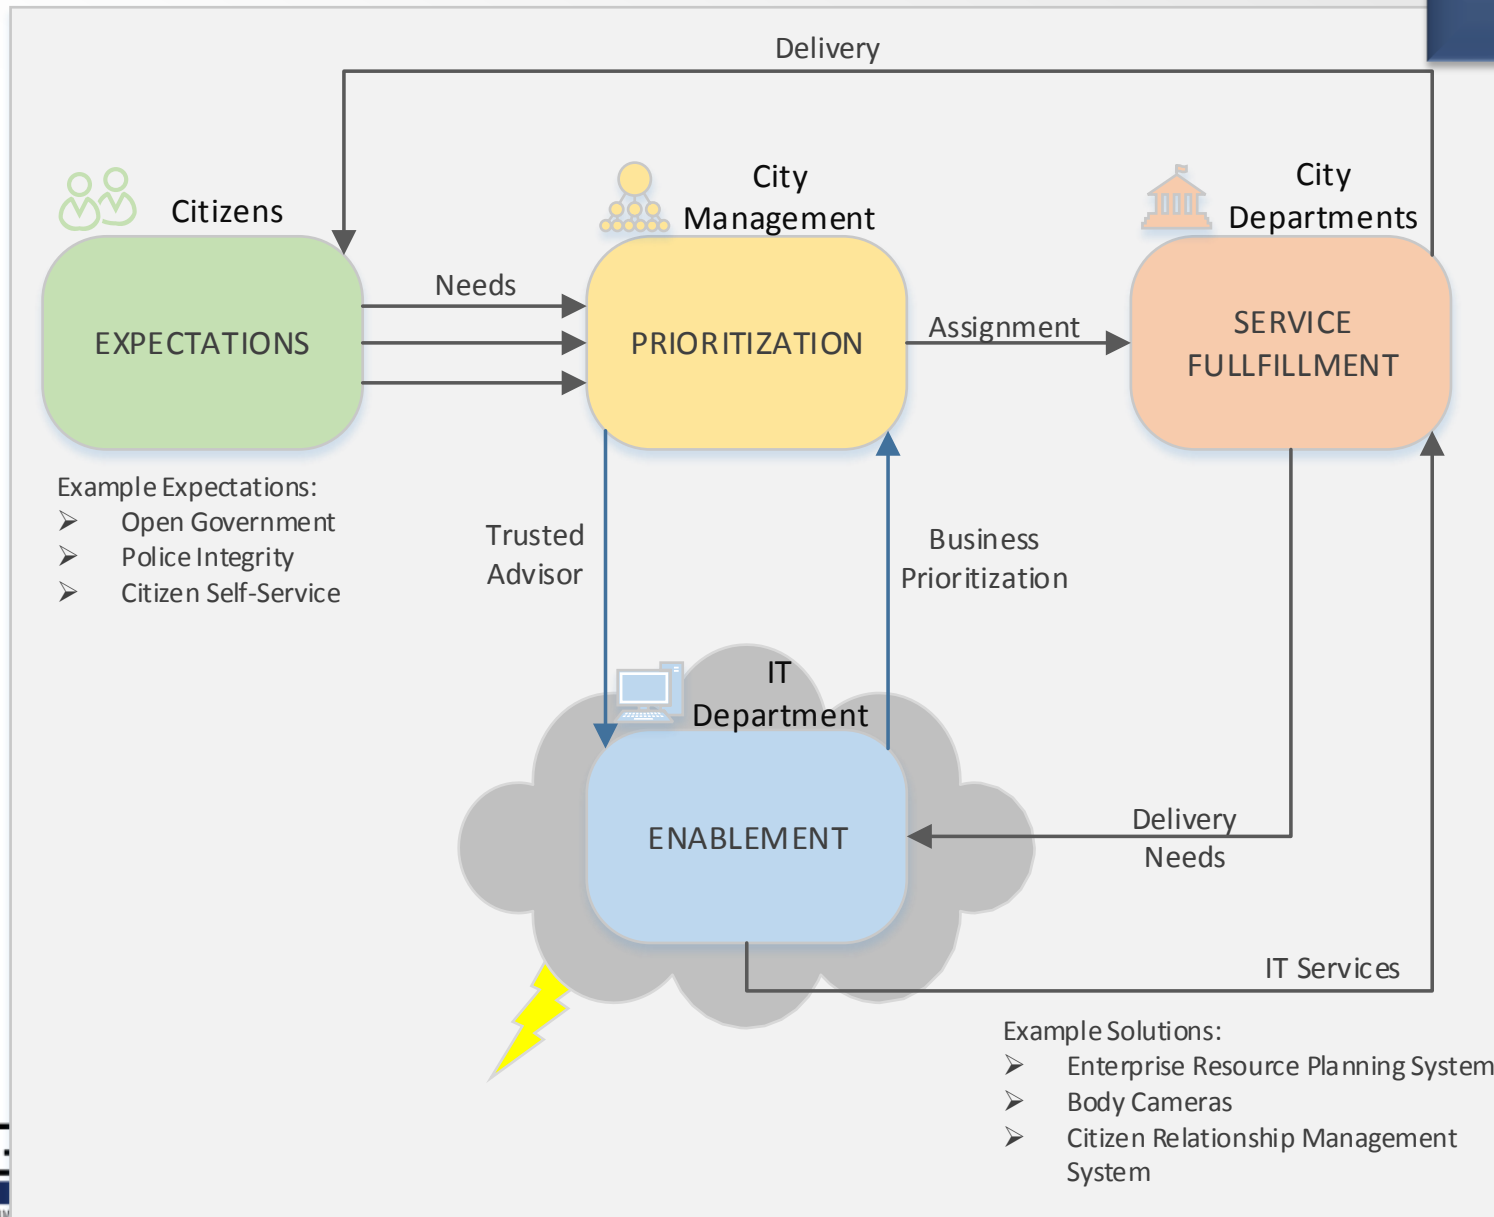 Delivery
Citizens
City
Management
City
Departments
EXPECTATIONS
Needs
PRIORITIZATION
Assignment
SERVICE
FULLFILLMENT
Example Expectations:
➢ Open Government
➢ Police Integrity
➢ Citizen Self-Service
Trusted
Advisor
Business
Prioritization
IT
Department
ENABLEMENT
Delivery
Needs
IT Services
Example Solutions:
➢ Enterprise Resource Planning System
➢ Body Cameras
➢ Citizen Relationship Management
System